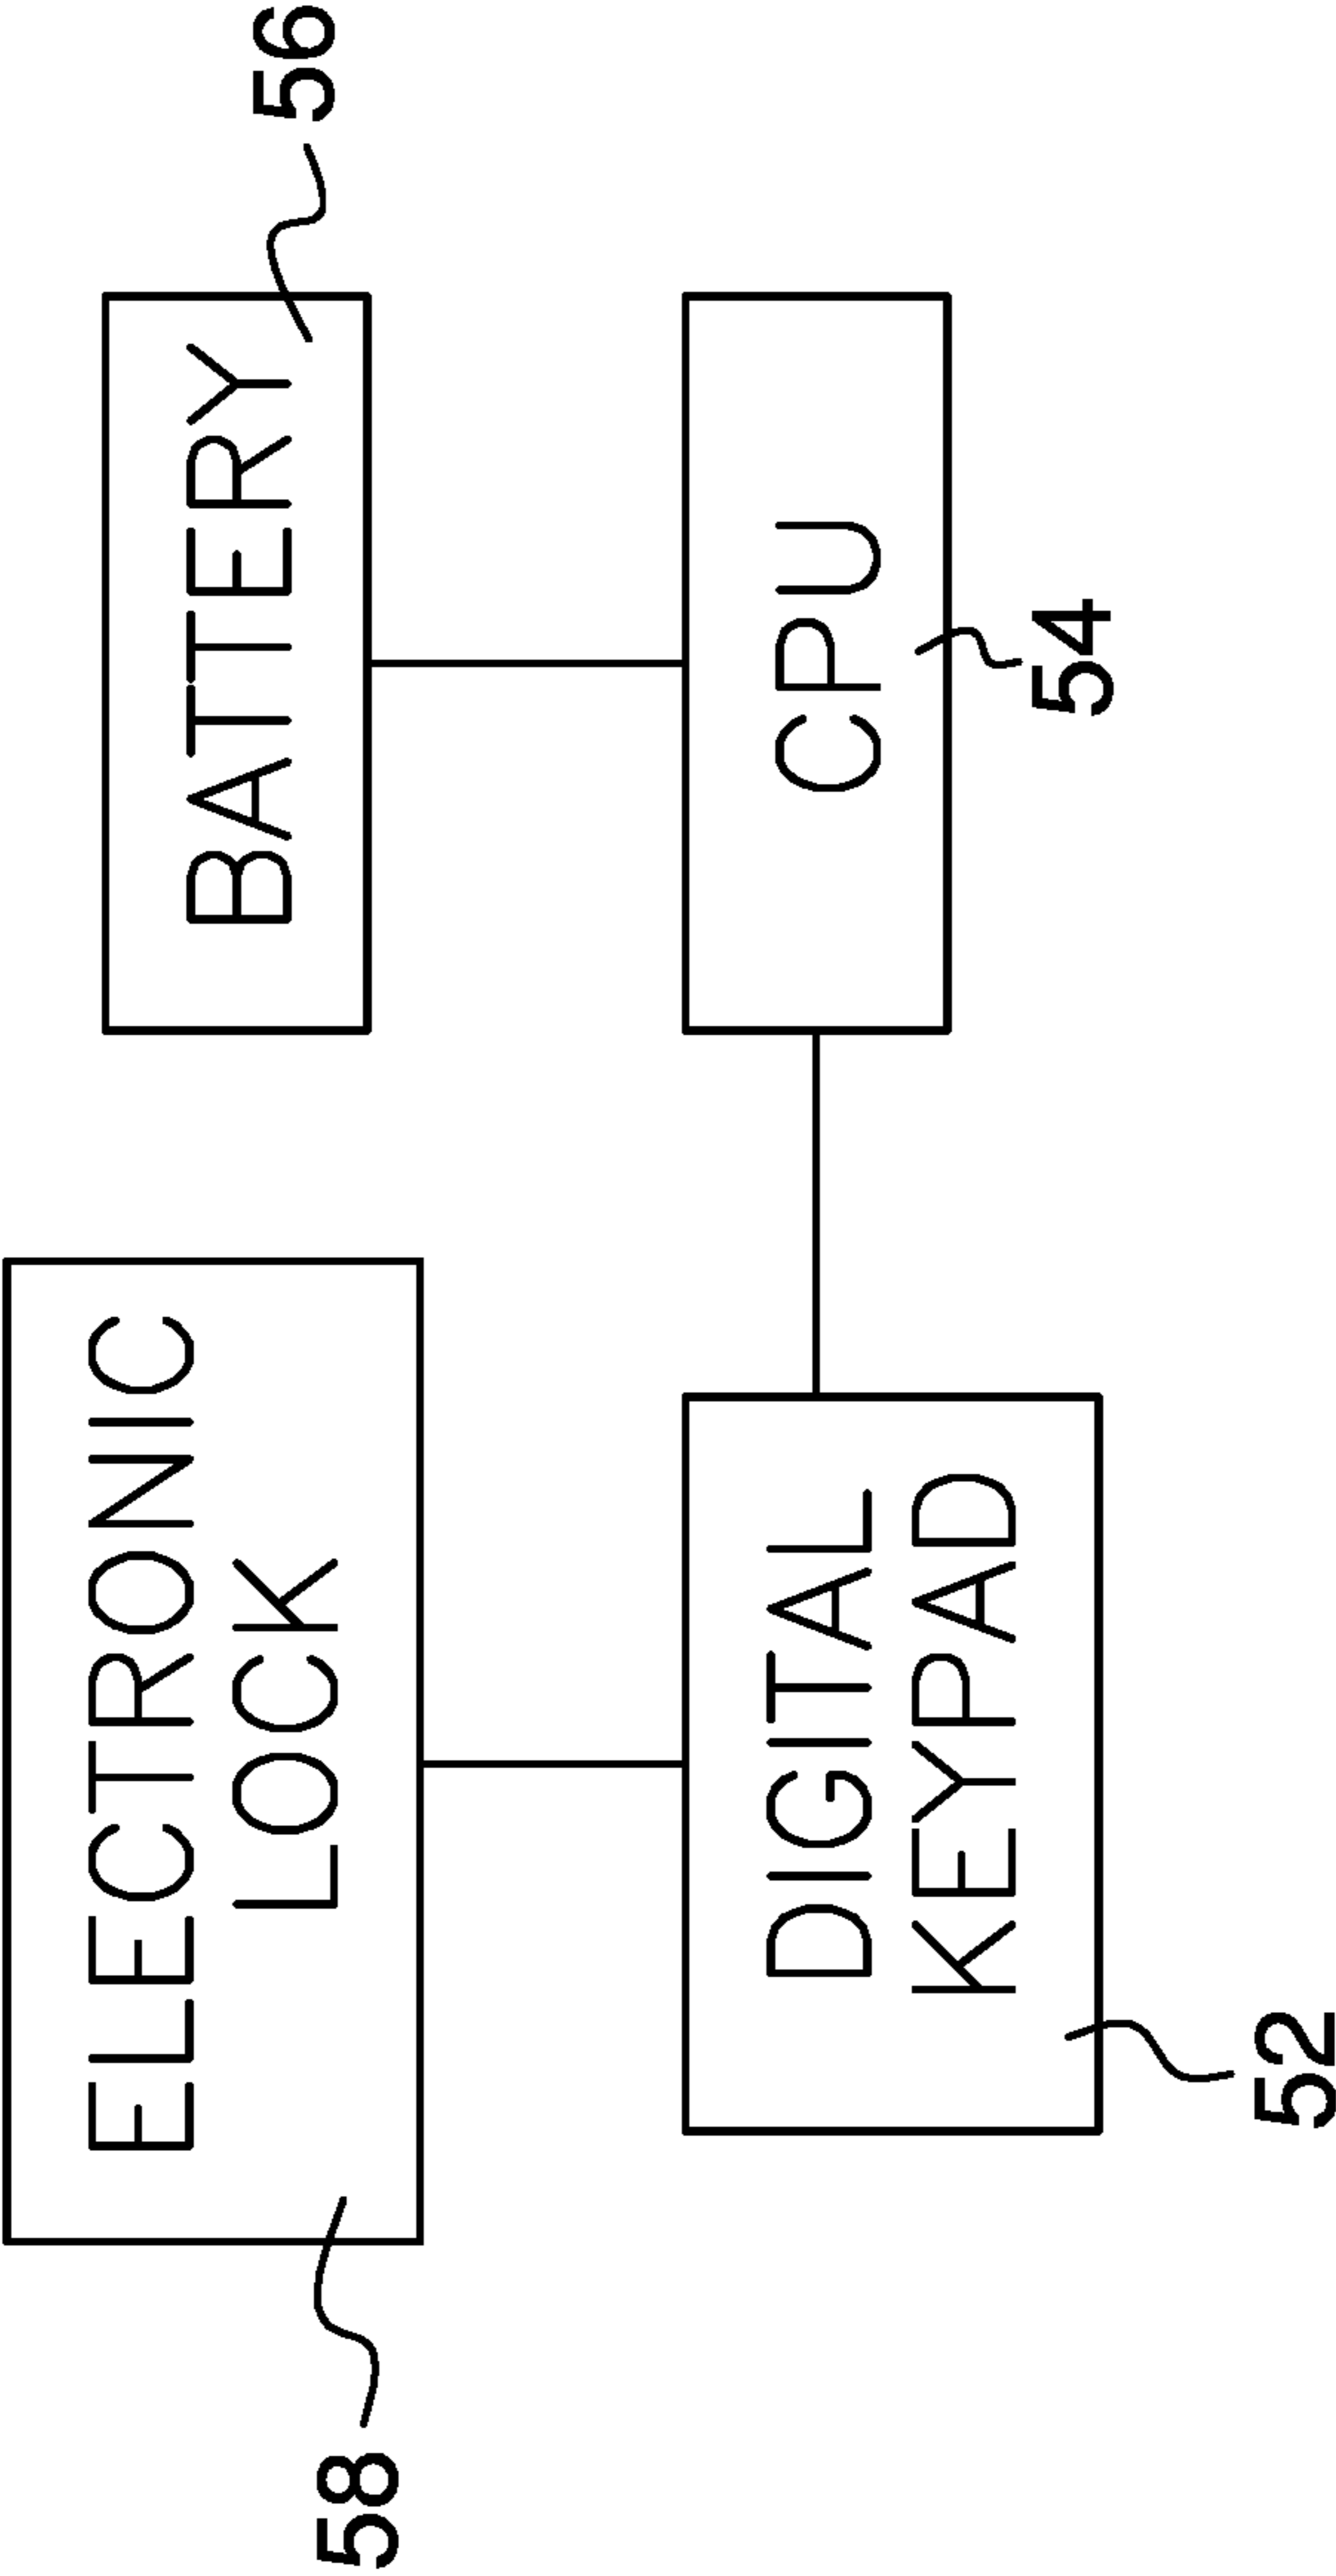 58
ELECTRONIC
LOCK
BATTERY
56
DIGITAL
KEYPAD
52
CPU
54